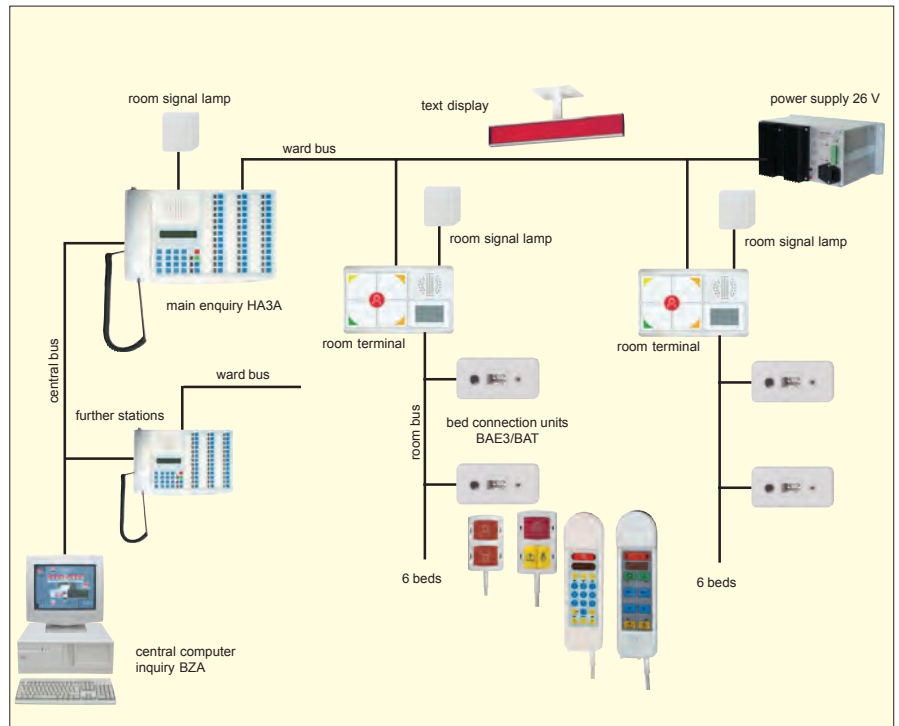 room signal lamp
text display
power supply 26 V
ward bus
room signal lamp
room signal lamp
main enquiry HA3A
room terminal
room terminal
central bus
ward bus
further stations
room bus
bed connection units
BAE3/BAT
6 beds
6 beds
central computer
inquiry BZA